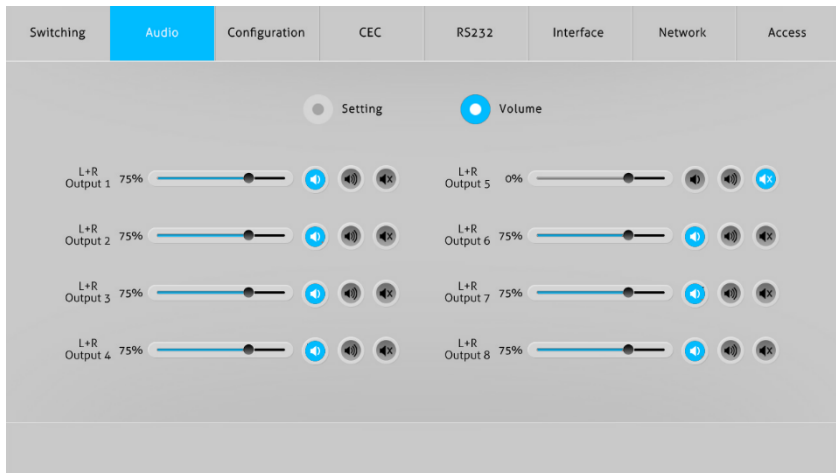 Switching Audio Configuration CEC RS232 Interface Network Access
Setting Volume
L+R
Output 1 75%
L+R
Output 5 0%
L+R
Output 2 75%
L+R
Output 6 75%
L+R
Output 3 75%
L+R
Output 7 75%
L+R
Output 4 75%
L+R
Output 8 75%